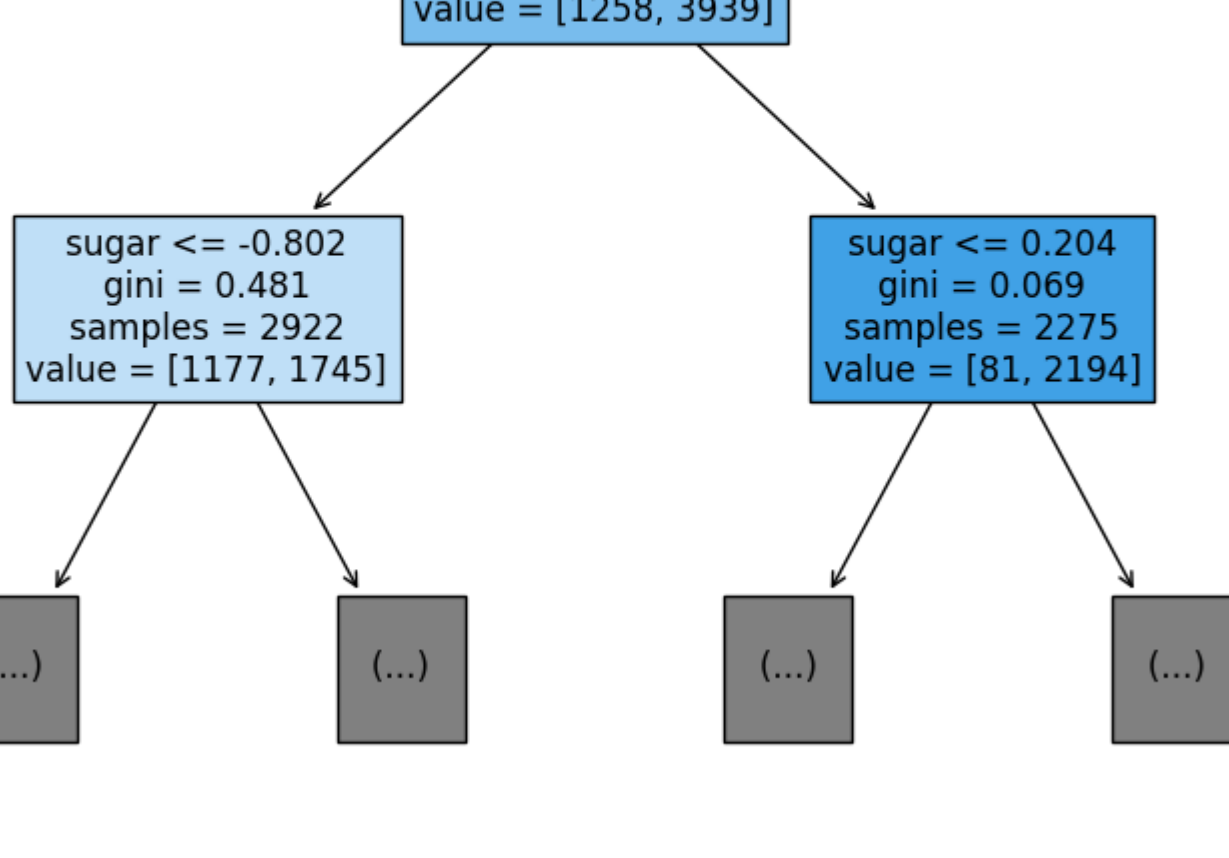 value = [1258, 3939]
sugar <= -0.802
gini = 0.481
samples = 2922
value = [1177, 1745]
sugar <= 0.204
gini = 0.069
samples = 2275
value = [81, 2194]
...)
(...)
(...)
(...)